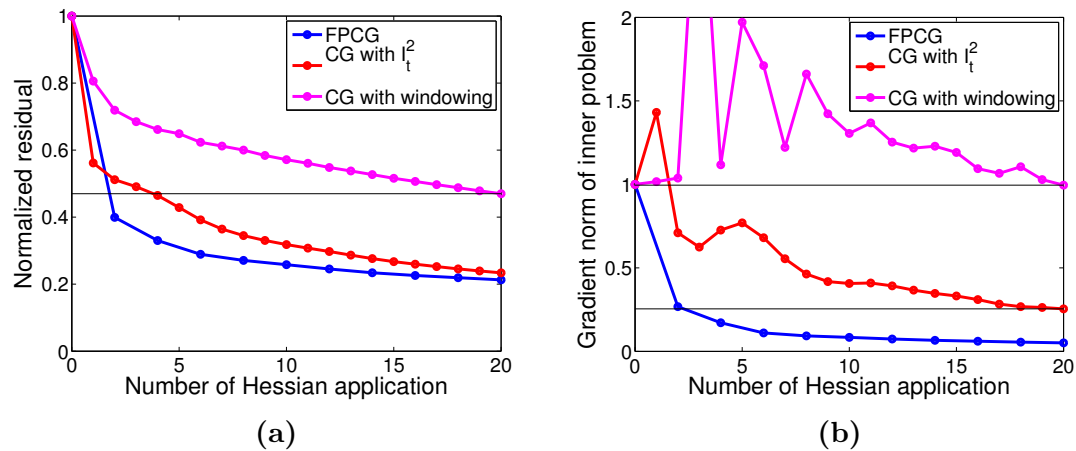 Normalized residual
1
0.8
0.6
0.4
0.2
0
0
5
10
15
20
Number of Hessian application
FPCG
CG with I_t^2
CG with windowing
(a)
Gradient norm of inner problem
2
1.5
1
0.5
0
0
5
10
15
20
Number of Hessian application
FPCG
CG with I_t^2
CG with windowing
(b)